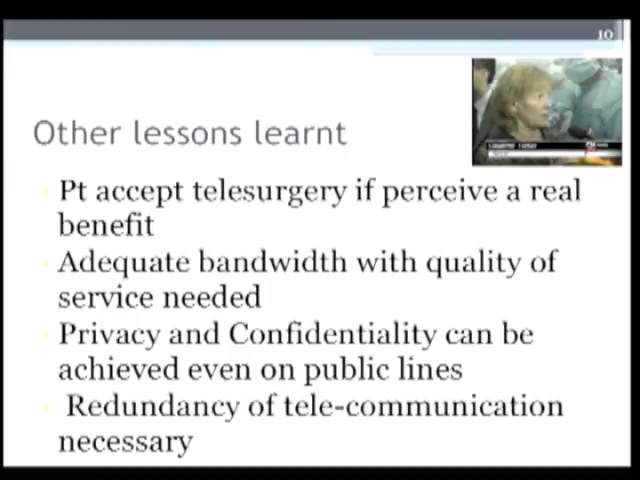 10
Other lessons learnt
Pt accept telesurgery if perceive a real
benefit
Adequate bandwidth with quality of
service needed
Privacy and Confidentiality can be
achieved even on public lines
Redundancy of tele-communication
necessary